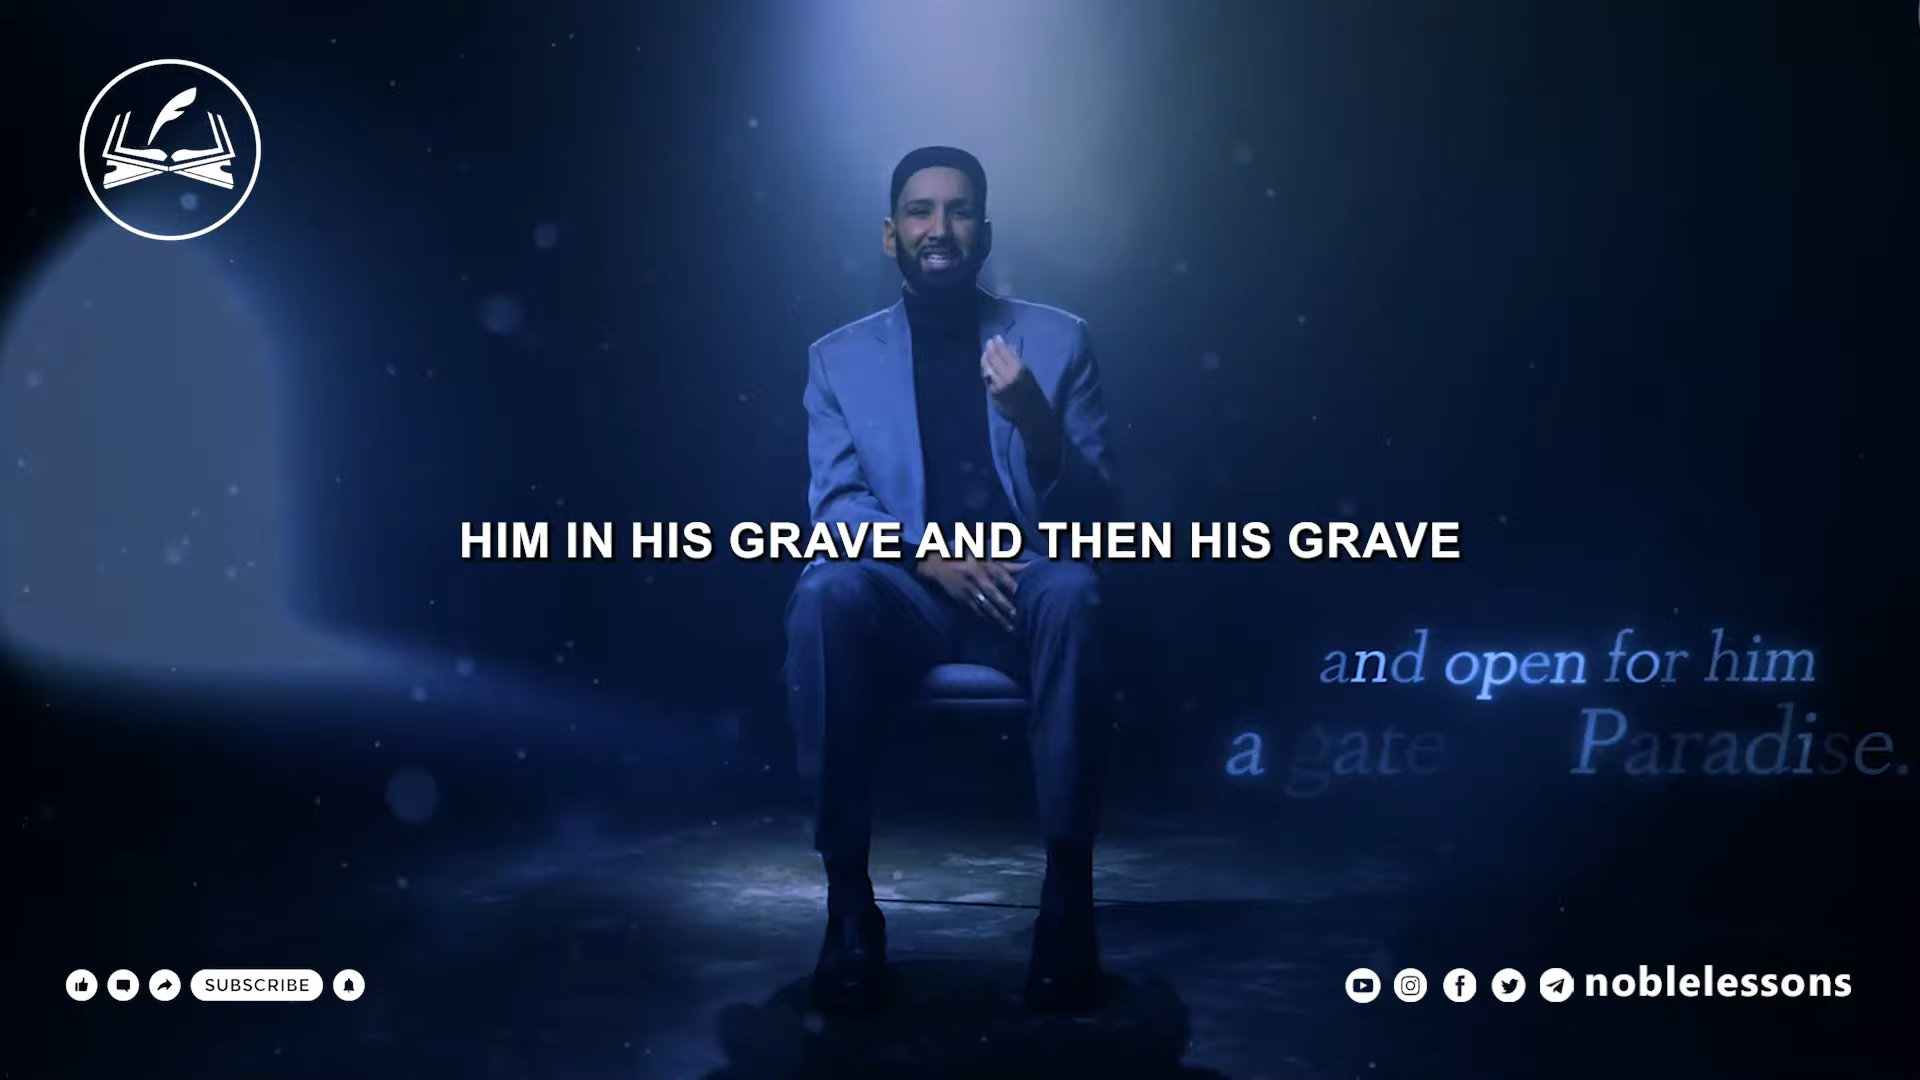 HIM IN HIS GRAVE AND THEN HIS GRAVE
and open for him
a gate Paradise.
SUBSCRIBE
noblelessons